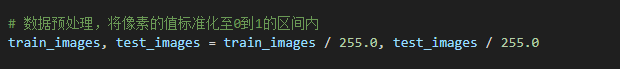 # 数据预处理，将像素的值标准化至0到1的区间内
train_images, test_images = train_images / 255.0, test_images / 255.0